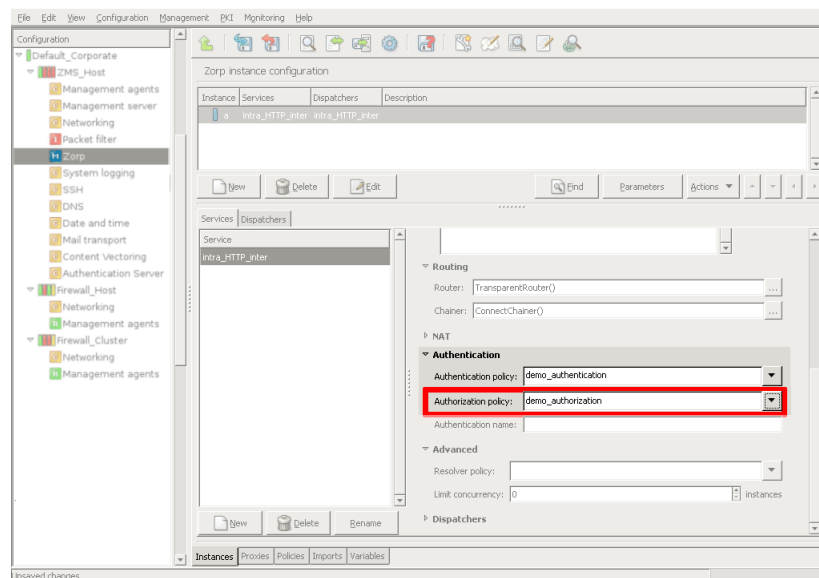 File Edit View Configuration Management PKI Monitoring Help
Configuration
Default_Corporate
ZMS_Host
Management agents
Management server
Networking
Packet filter
Zorp
System logging
SSH
DNS
Date and time
Mail transport
Content Vectoring
Authentication Server
Firewall_Host
Networking
Management agents
Firewall_Cluster
Networking
Management agents
Zorp instance configuration
Instance Services Dispatchers Description
a intra_HTTP_inter intra_HTTP_inter
New Delete Edit Find Parameters Actions
Services Dispatchers
Service
intra_HTTP_inter
New Delete Rename
Routing
Router: TransparentRouter() ...
Chainer: ConnectChainer() ...
NAT
Authentication
Authentication policy: demo_authentication
Authorization policy: demo_authorization
Authentication name:
Advanced
Resolver policy:
Limit concurrency: 0 instances
Dispatchers
Instances Proxies Policies Imports Variables
Unsaved changes